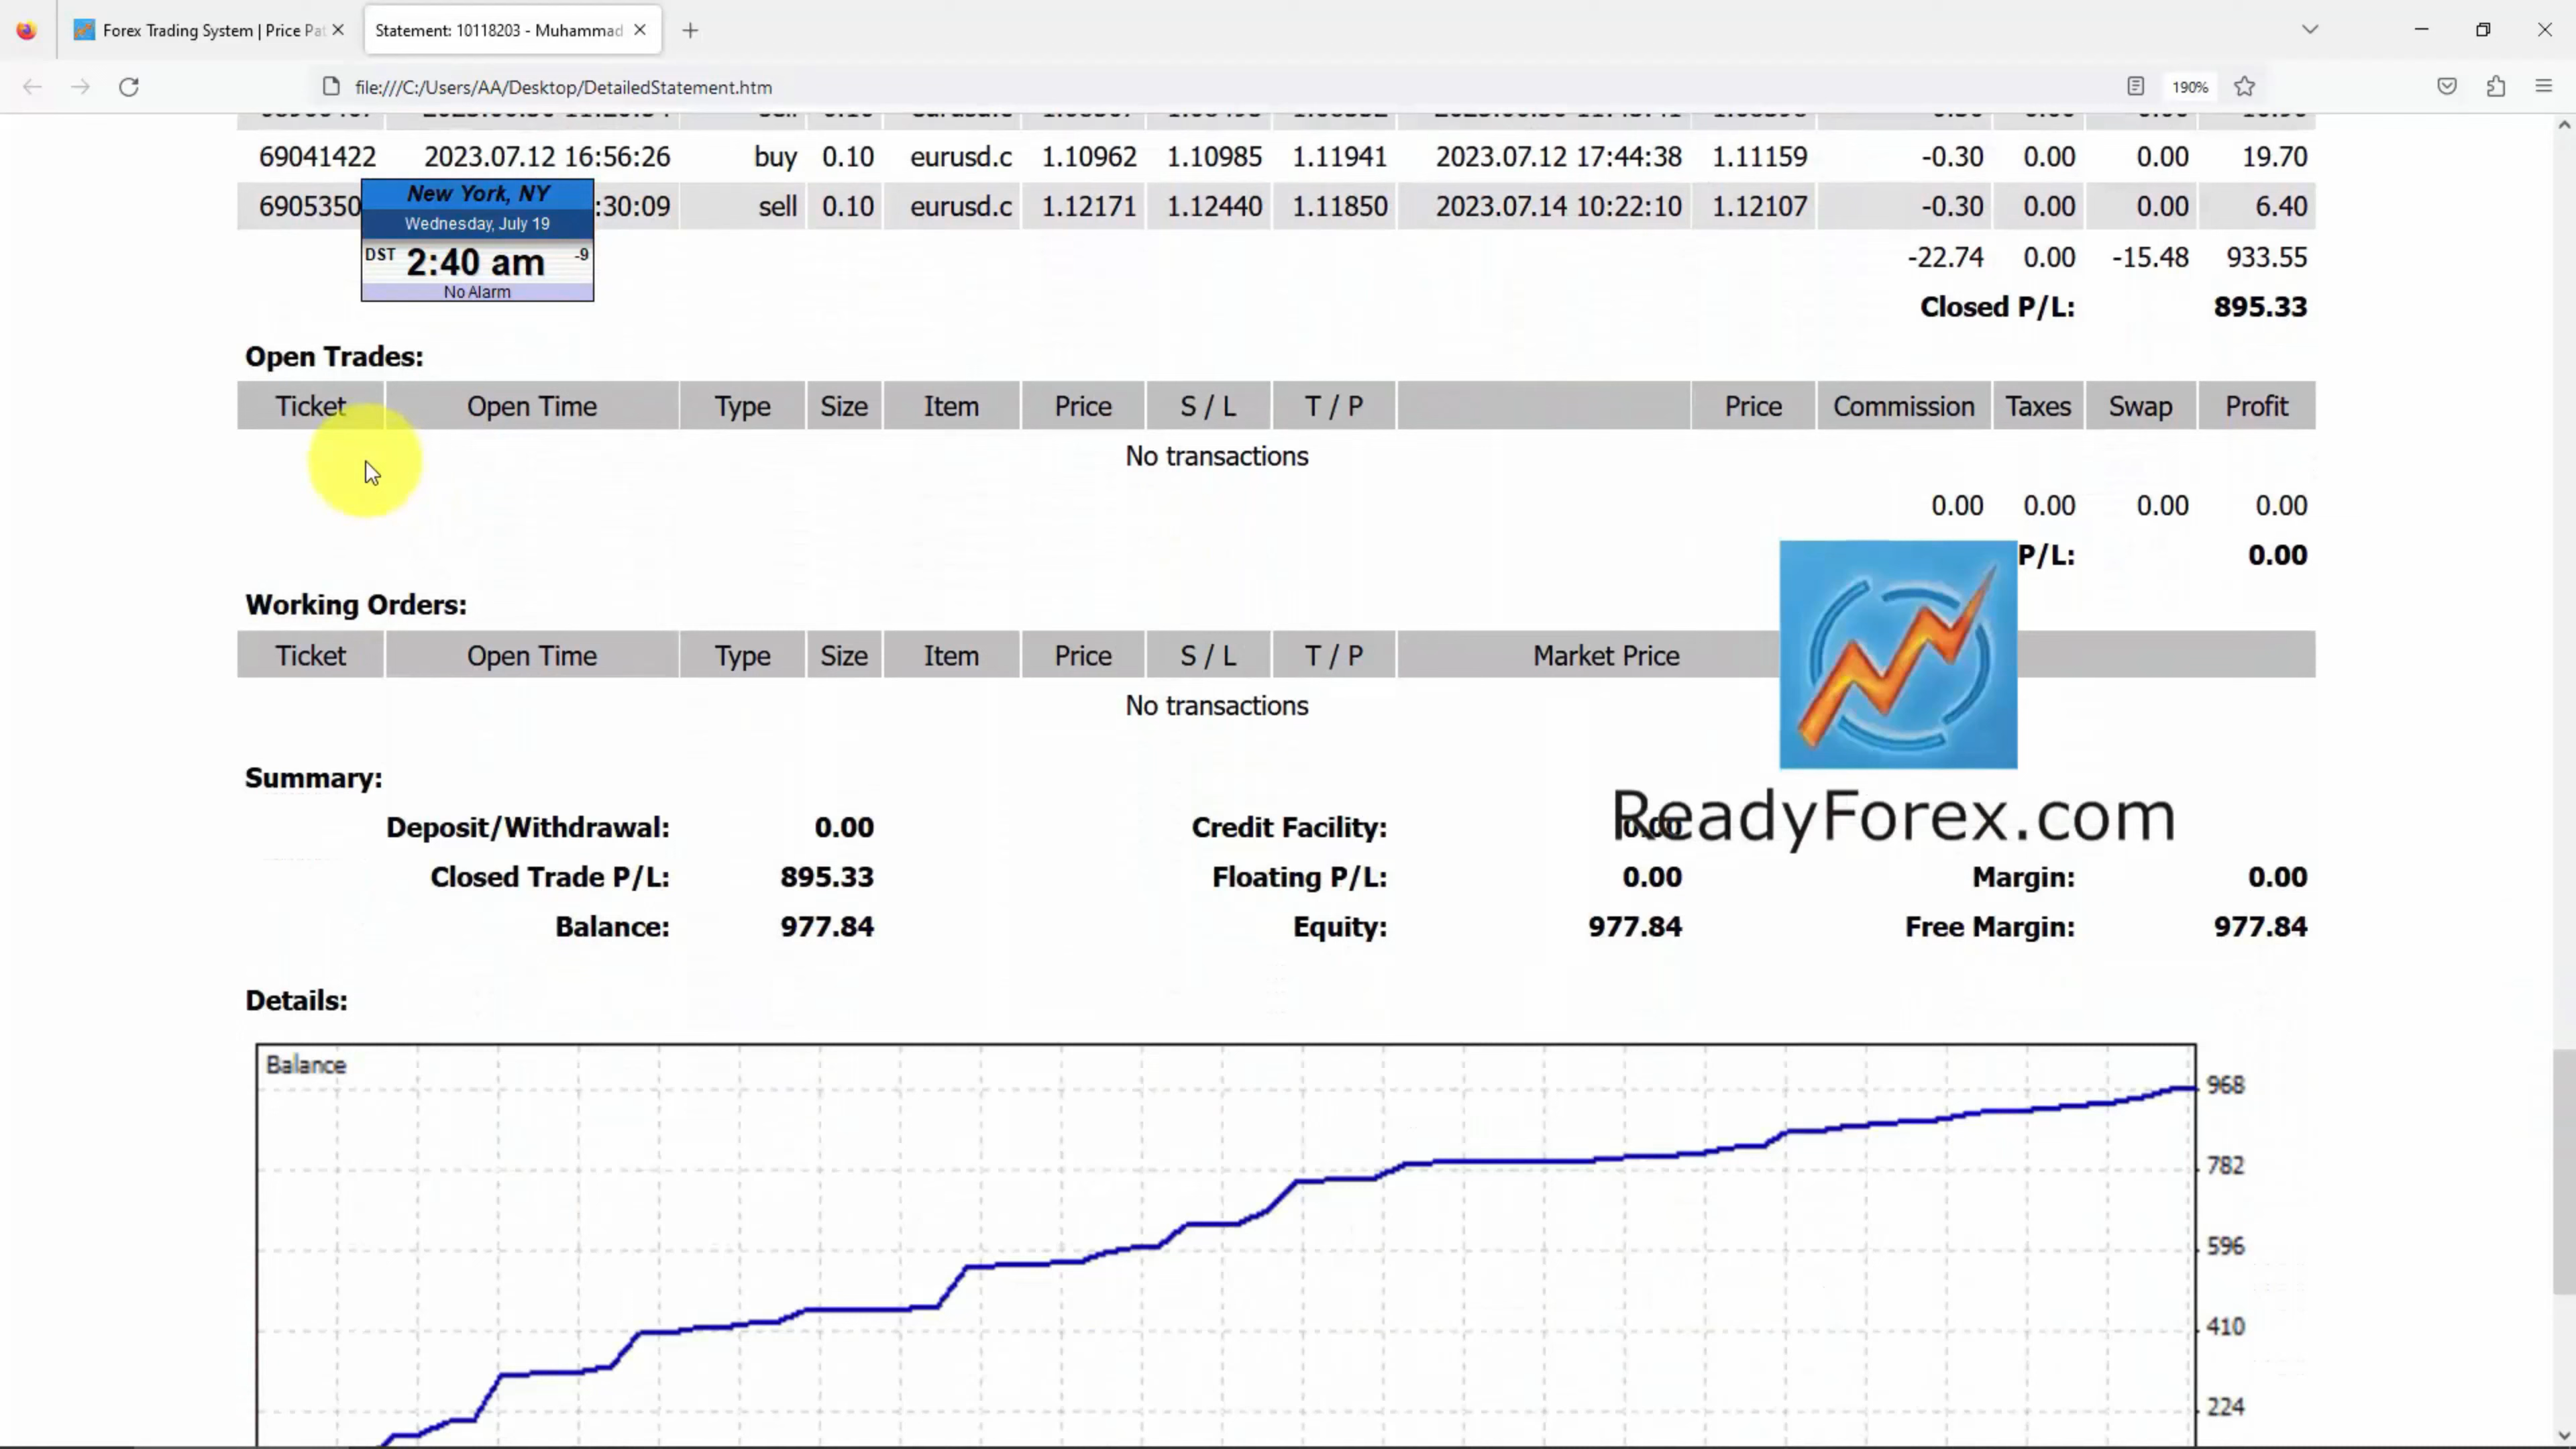 Forex Trading System | Price Pat
Statement: 10118203 - Muhammad
file:///C:/Users/AA/Desktop/DetailedStatement.htm
190%
69041422 2023.07.12 16:56:26 buy 0.10 eurusd.c 1.10962 1.10985 1.11941 2023.07.12 17:44:38 1.11159 -0.30 0.00 0.00 19.70
6905350 :30:09 sell 0.10 eurusd.c 1.12171 1.12440 1.11850 2023.07.14 10:22:10 1.12107 -0.30 0.00 0.00 6.40
New York, NY
Wednesday, July 19
DST 2:40 am -9
No Alarm
-22.74 0.00 -15.48 933.55
Closed P/L: 895.33
Open Trades:
Ticket Open Time Type Size Item Price S / L T / P Price Commission Taxes Swap Profit
No transactions
0.00 0.00 0.00 0.00
P/L: 0.00
Working Orders:
Ticket Open Time Type Size Item Price S / L T / P Market Price
No transactions
ReadyForex.com
Summary:
Deposit/Withdrawal: 0.00 Credit Facility: 0.00
Closed Trade P/L: 895.33 Floating P/L: 0.00 Margin: 0.00
Balance: 977.84 Equity: 977.84 Free Margin: 977.84
Details:
Balance
968
782
596
410
224